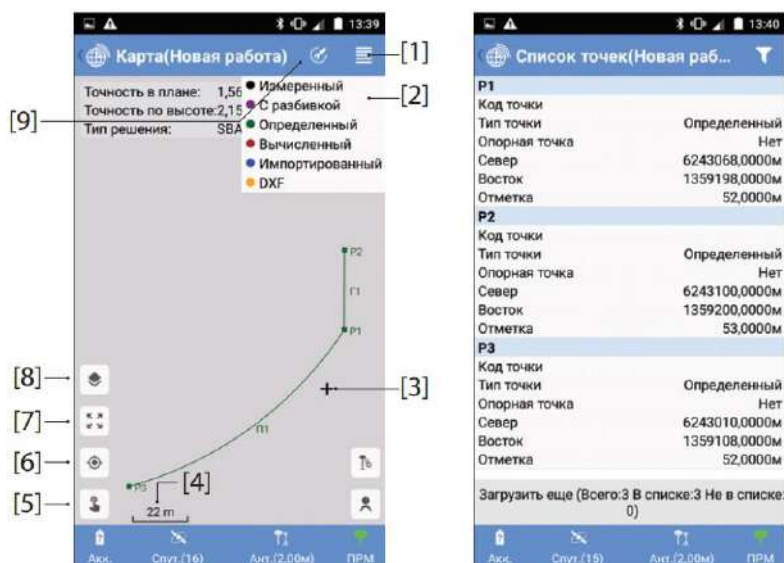 13:39
Карта(Новая работа)
[1]
[2]
[9]
Точность в плане: 1,56
Точность по высоте:2,15
Тип решения: SBA
Измеренный
С разбивкой
Определенный
Вычисленный
Импортированный
DXF
P2
Г1
P1
[3]
[8]
[7]
П1
[6]
P3
[4]
[5]
22 m
Акк.
Спут.(16)
Ант.(2,00м)
ПРМ
13:40
Список точек(Новая раб...
P1
Код точки
Тип точки Определенный
Опорная точка Нет
Север 6243068,0000м
Восток 1359198,0000м
Отметка 52,0000м
P2
Код точки
Тип точки Определенный
Опорная точка Нет
Север 6243100,0000м
Восток 1359200,0000м
Отметка 53,0000м
P3
Код точки
Тип точки Определенный
Опорная точка Нет
Север 6243010,0000м
Восток 1359108,0000м
Отметка 52,0000м
Загрузить еще (Всего:3 В списке:3 Не в списке:
0)
Акк.
Спут.(15)
Ант.(2,00м)
ПРМ